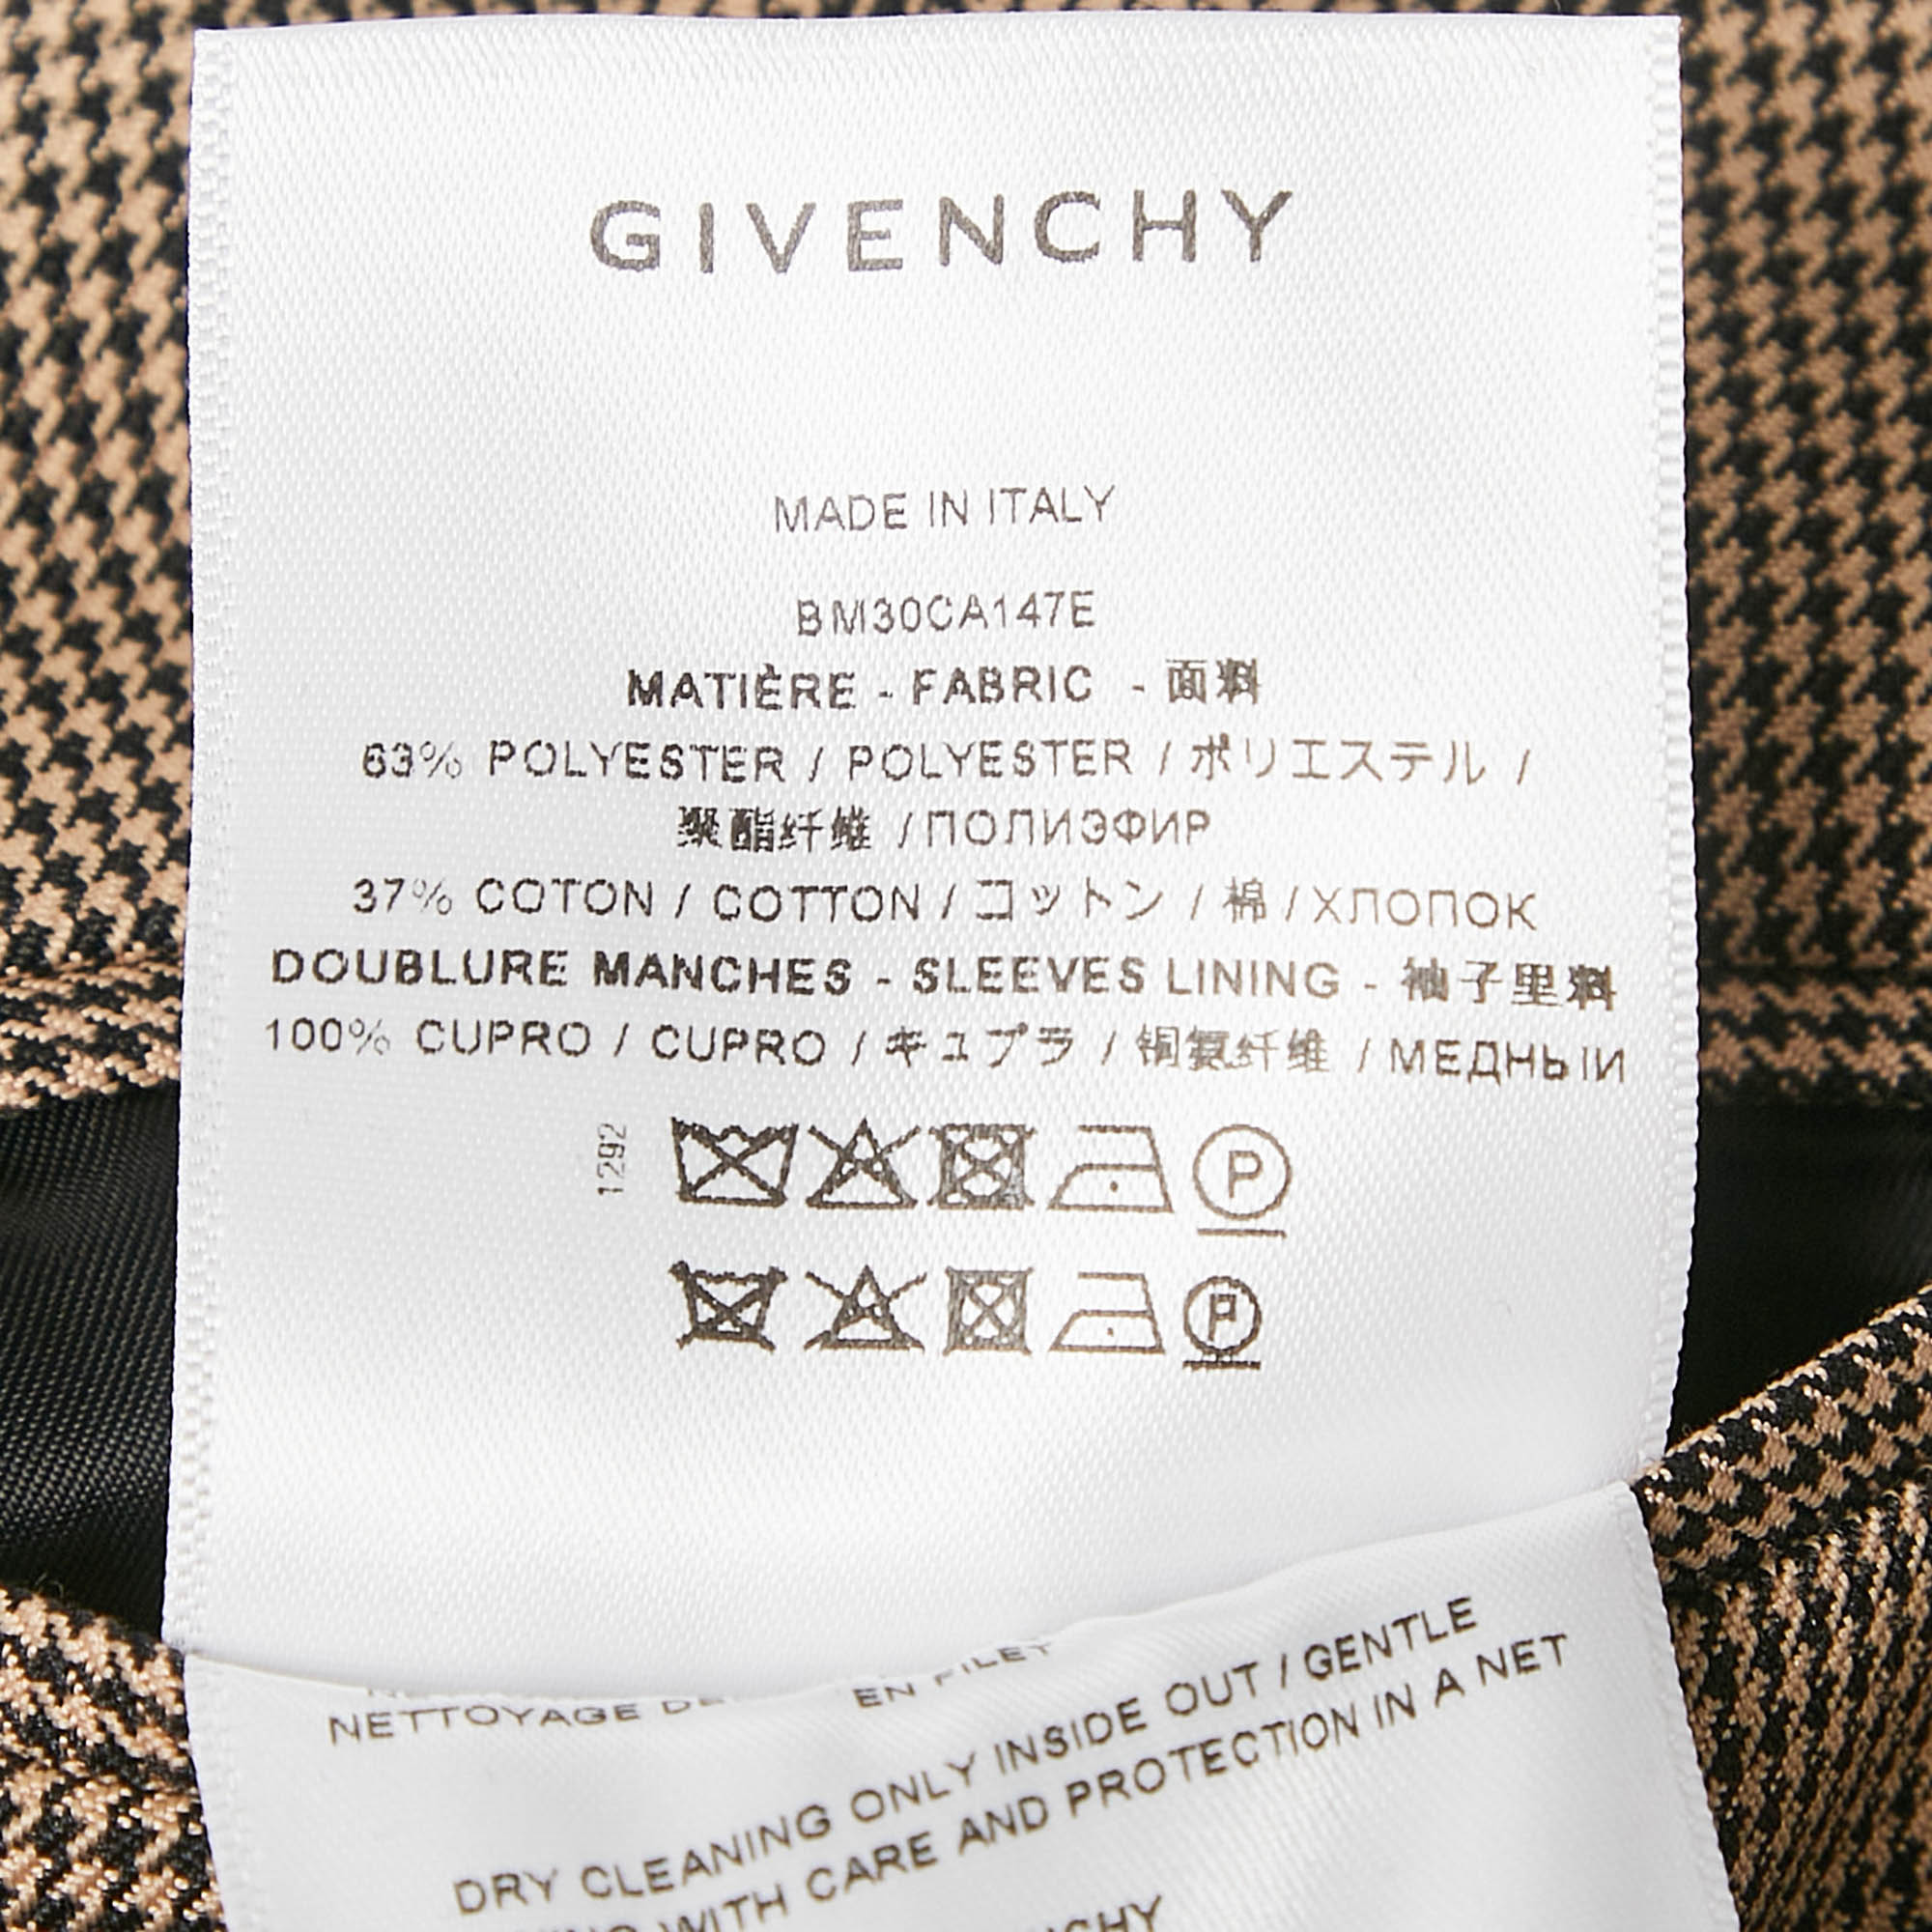 GIVENCHY
MADE IN ITALY
BM30CA147E
MATIÈRE - FABRIC - 面料
63% POLYESTER / POLYESTER / ポリエステル /
聚酯纤维 / ПОЛИЭФИР
37% COTON / COTTON / コットン / 棉 / ХЛОПОК
DOUBLURE MANCHES - SLEEVES LINING - 袖子里料
100% CUPRO / CUPRO / キュプラ / 铜氨纤维 / МЕДНЫИ
1292
P
P
NETTOYAGE EN FILET
DRY CLEANING ONLY INSIDE OUT / GENTLE
WITH CARE AND PROTECTION IN A NET